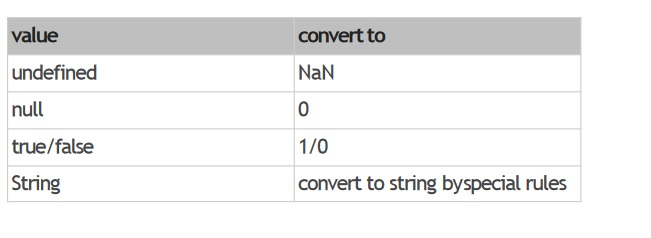 value convert to
undefined NaN
null 0
true/false 1/0
String convert to string byspecial rules